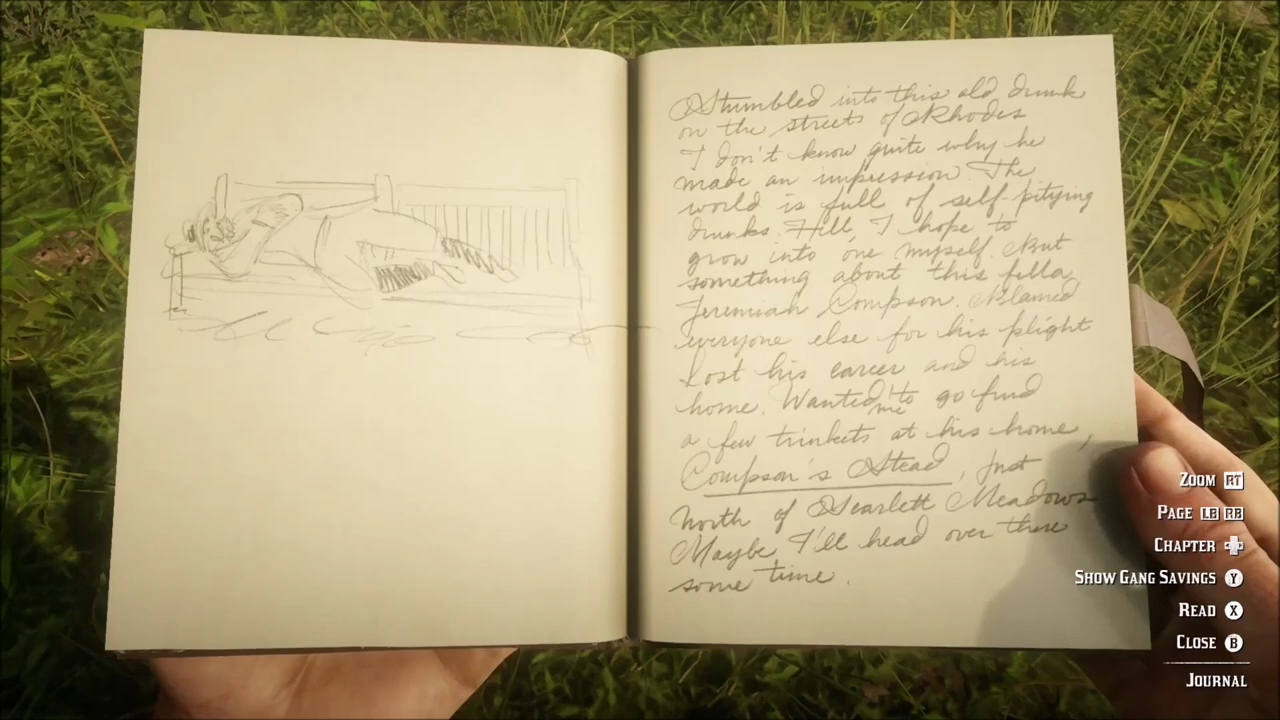 Stumbled into this old drunk
on the streets of Rhodes
I don't know quite why he
made an impression. The
world is full of self-pitying
drunks. Hell, I hope to
grow into one myself. But
something about this fella,
Jeremiah Compson. Blamed
everyone else for his plight
Lost his career and his
home. Wanted me to go find
a few trinkets at his home,
Compson's Stead, just
North of Scarlett Meadows
Maybe I'll head over there
some time.
ZOOM RT
PAGE LB RB
CHAPTER
SHOW GANG SAVINGS Y
READ X
CLOSE B
JOURNAL